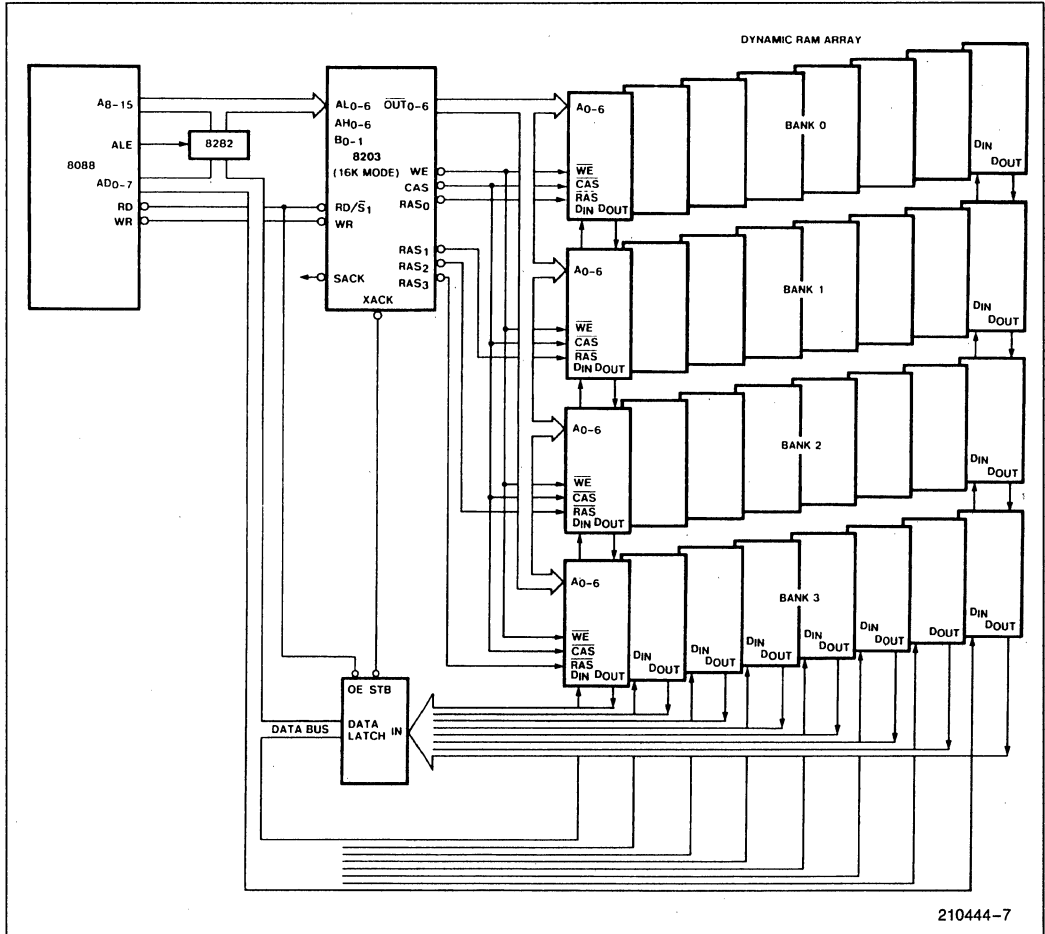 DYNAMIC RAM ARRAY
A8-15
ALE
8088
AD0-7
RD
WR
8282
AL0-6
AH0-6
B0-1
8203
(16K MODE)
OUT0-6
WE
CAS
RAS0
RD/S1
WR
RAS1
RAS2
RAS3
SACK
XACK
A0-6
WE
CAS
RAS
DIN DOUT
BANK 0
DIN
DOUT
A0-6
WE
CAS
RAS
DIN DOUT
BANK 1
DIN
DOUT
A0-6
WE
CAS
RAS
DIN DOUT
BANK 2
DIN
DOUT
A0-6
WE
CAS
RAS
DIN DOUT
BANK 3
DIN
DOUT
DIN
DOUT
DIN
DOUT
DIN
DOUT
DIN
DOUT
DOUT
DIN
DOUT
OE STB
DATA
LATCH
IN
DATA BUS
210444-7